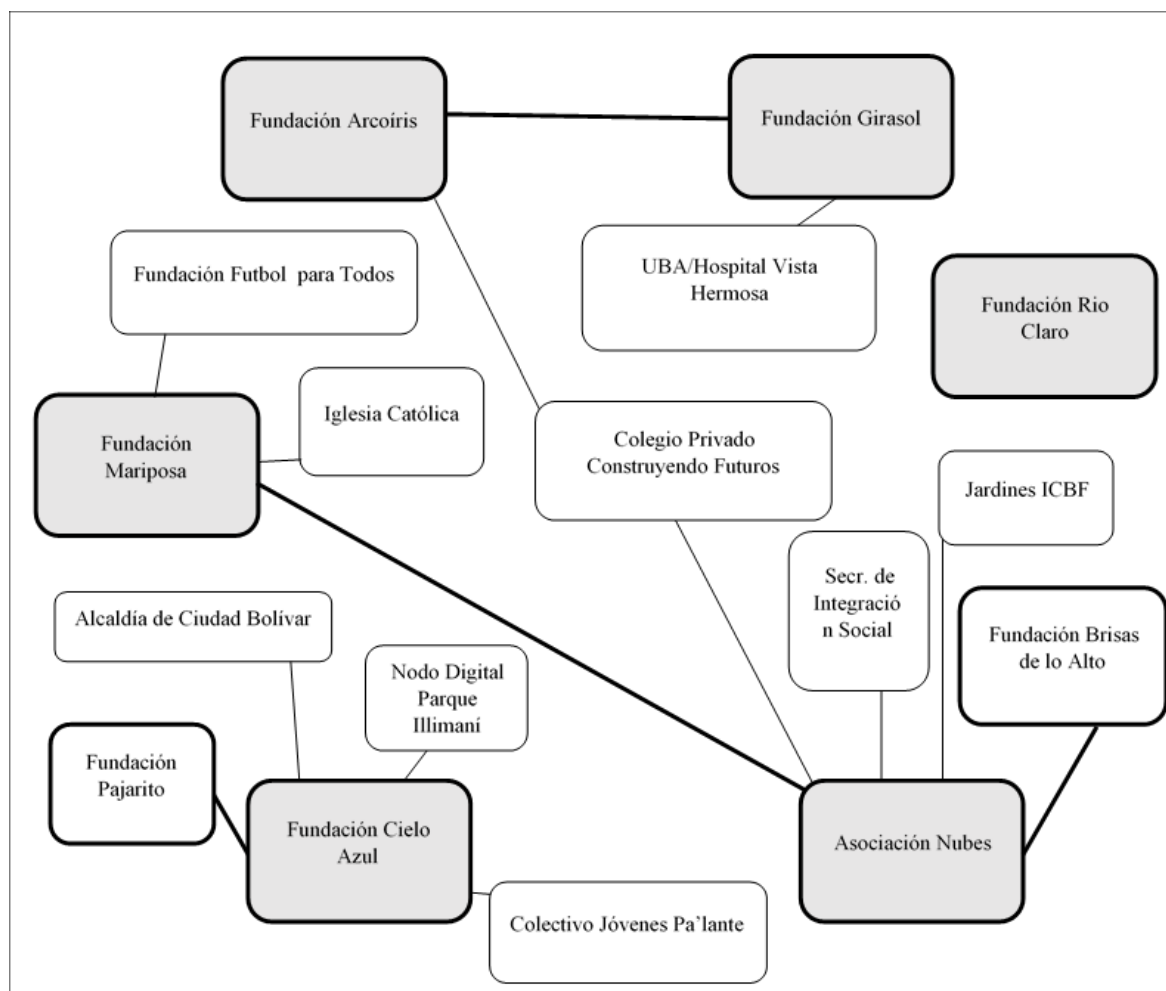 Fundación Arcoíris
Fundación Girasol
Fundación Futbol  para Todos
UBA/Hospital Vista
Hermosa
Fundación Rio
Claro
Iglesia Católica
Fundación
Mariposa
Colegio Privado
Construyendo Futuros
Jardines ICBF
Secr. de
Integració
n Social
Alcaldía de Ciudad Bolívar
Fundación Brisas
de lo Alto
Nodo Digital
Parque
Illimaní
Fundación
Pajarito
Fundación Cielo
Azul
Asociación Nubes
Colectivo Jóvenes Pa’lante